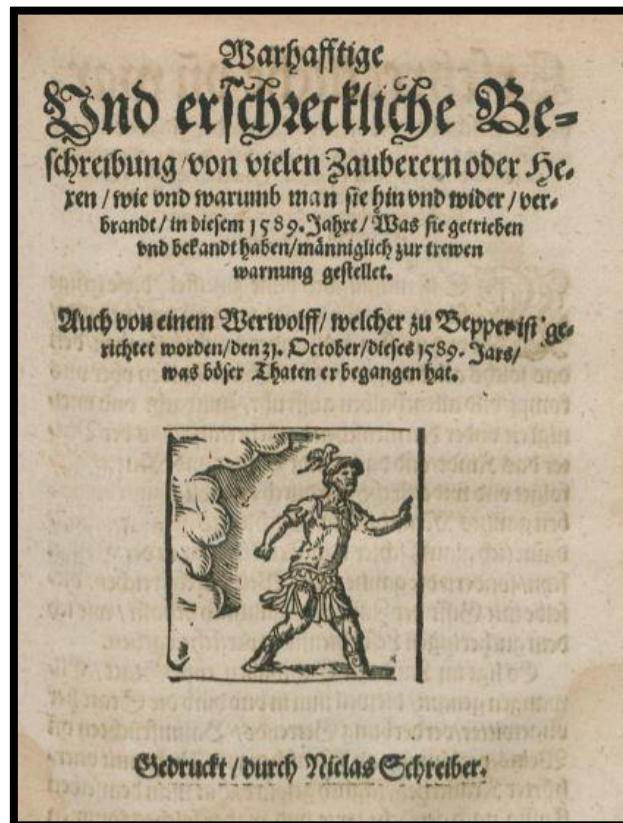 Warhafftige
Vnd erschreckliche Be-
schreibung/von vielen Zauberern oder He-
xen / wie vnd warumb man sie hin vnd wider / ver-
brandt / in diesem 1589. Jahre / Was sie getrieben
vnd bekandt haben/männiglich zur trewen
warnung gestellet.
Auch von einem Werwolff/ welcher zu Bepper ist ge-
richtet worden/den 31. October/dieses 1589. Jars/
was böser Thaten er begangen hat.
Gedruckt / durch Niclas Schreiber.